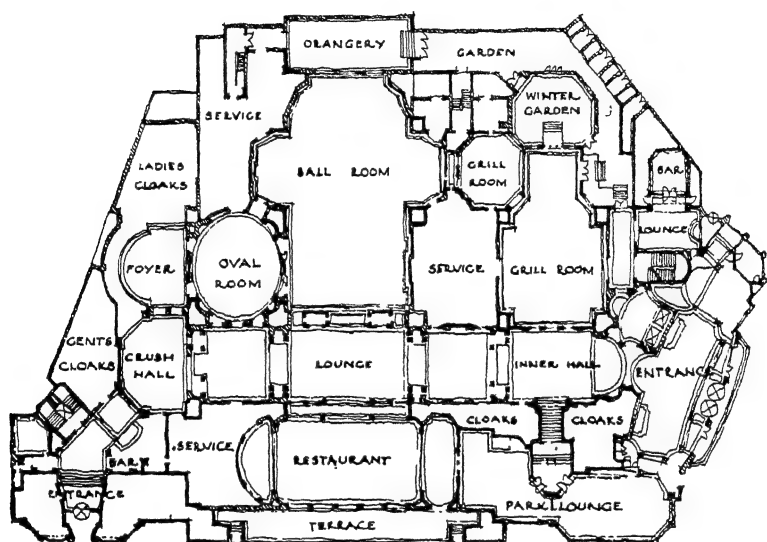 ORANGERY
GARDEN
WINTER
GARDEN
SERVICE
LADIES
CLOAKS
BALL ROOM
GRILL
ROOM
BAR
LOUNGE
FOYER
OVAL
ROOM
SERVICE
GRILL ROOM
GENTS
CLOAKS
CRUSH
HALL
LOUNGE
INNER HALL
ENTRANCE
CLOAKS
CLOAKS
SERVICE
BAR
RESTAURANT
ENTRANCE
PARK LOUNGE
TERRACE